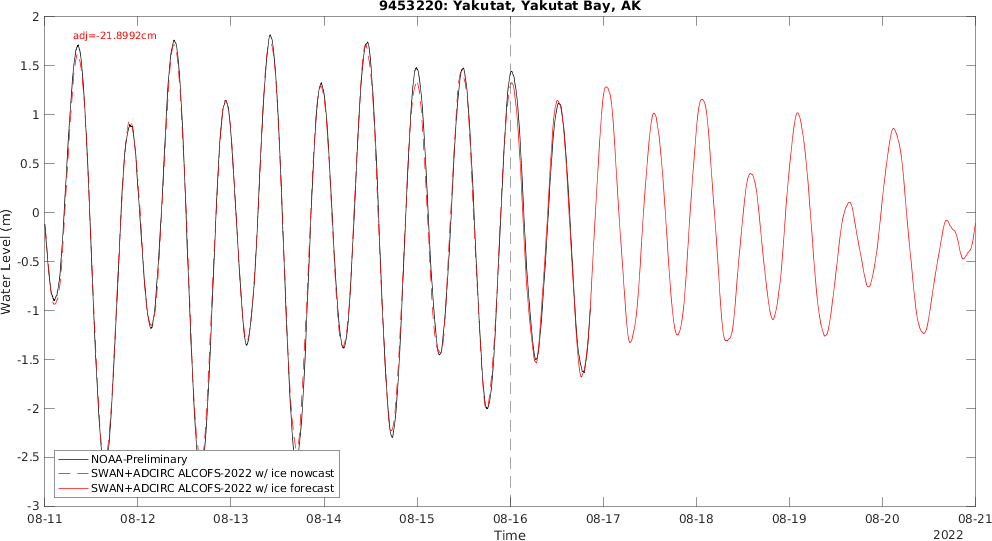 9453220: Yakutat, Yakutat Bay, AK
adj=-21.8992cm
2
1.5
1
0.5
0
-0.5
-1
-1.5
-2
-2.5
-3
Water Level (m)
NOAA-Preliminary
SWAN+ADCIRC ALCOFS-2022 w/ ice nowcast
SWAN+ADCIRC ALCOFS-2022 w/ ice forecast
08-11 08-12 08-13 08-14 08-15 08-16 08-17 08-18 08-19 08-20 08-21
Time
2022